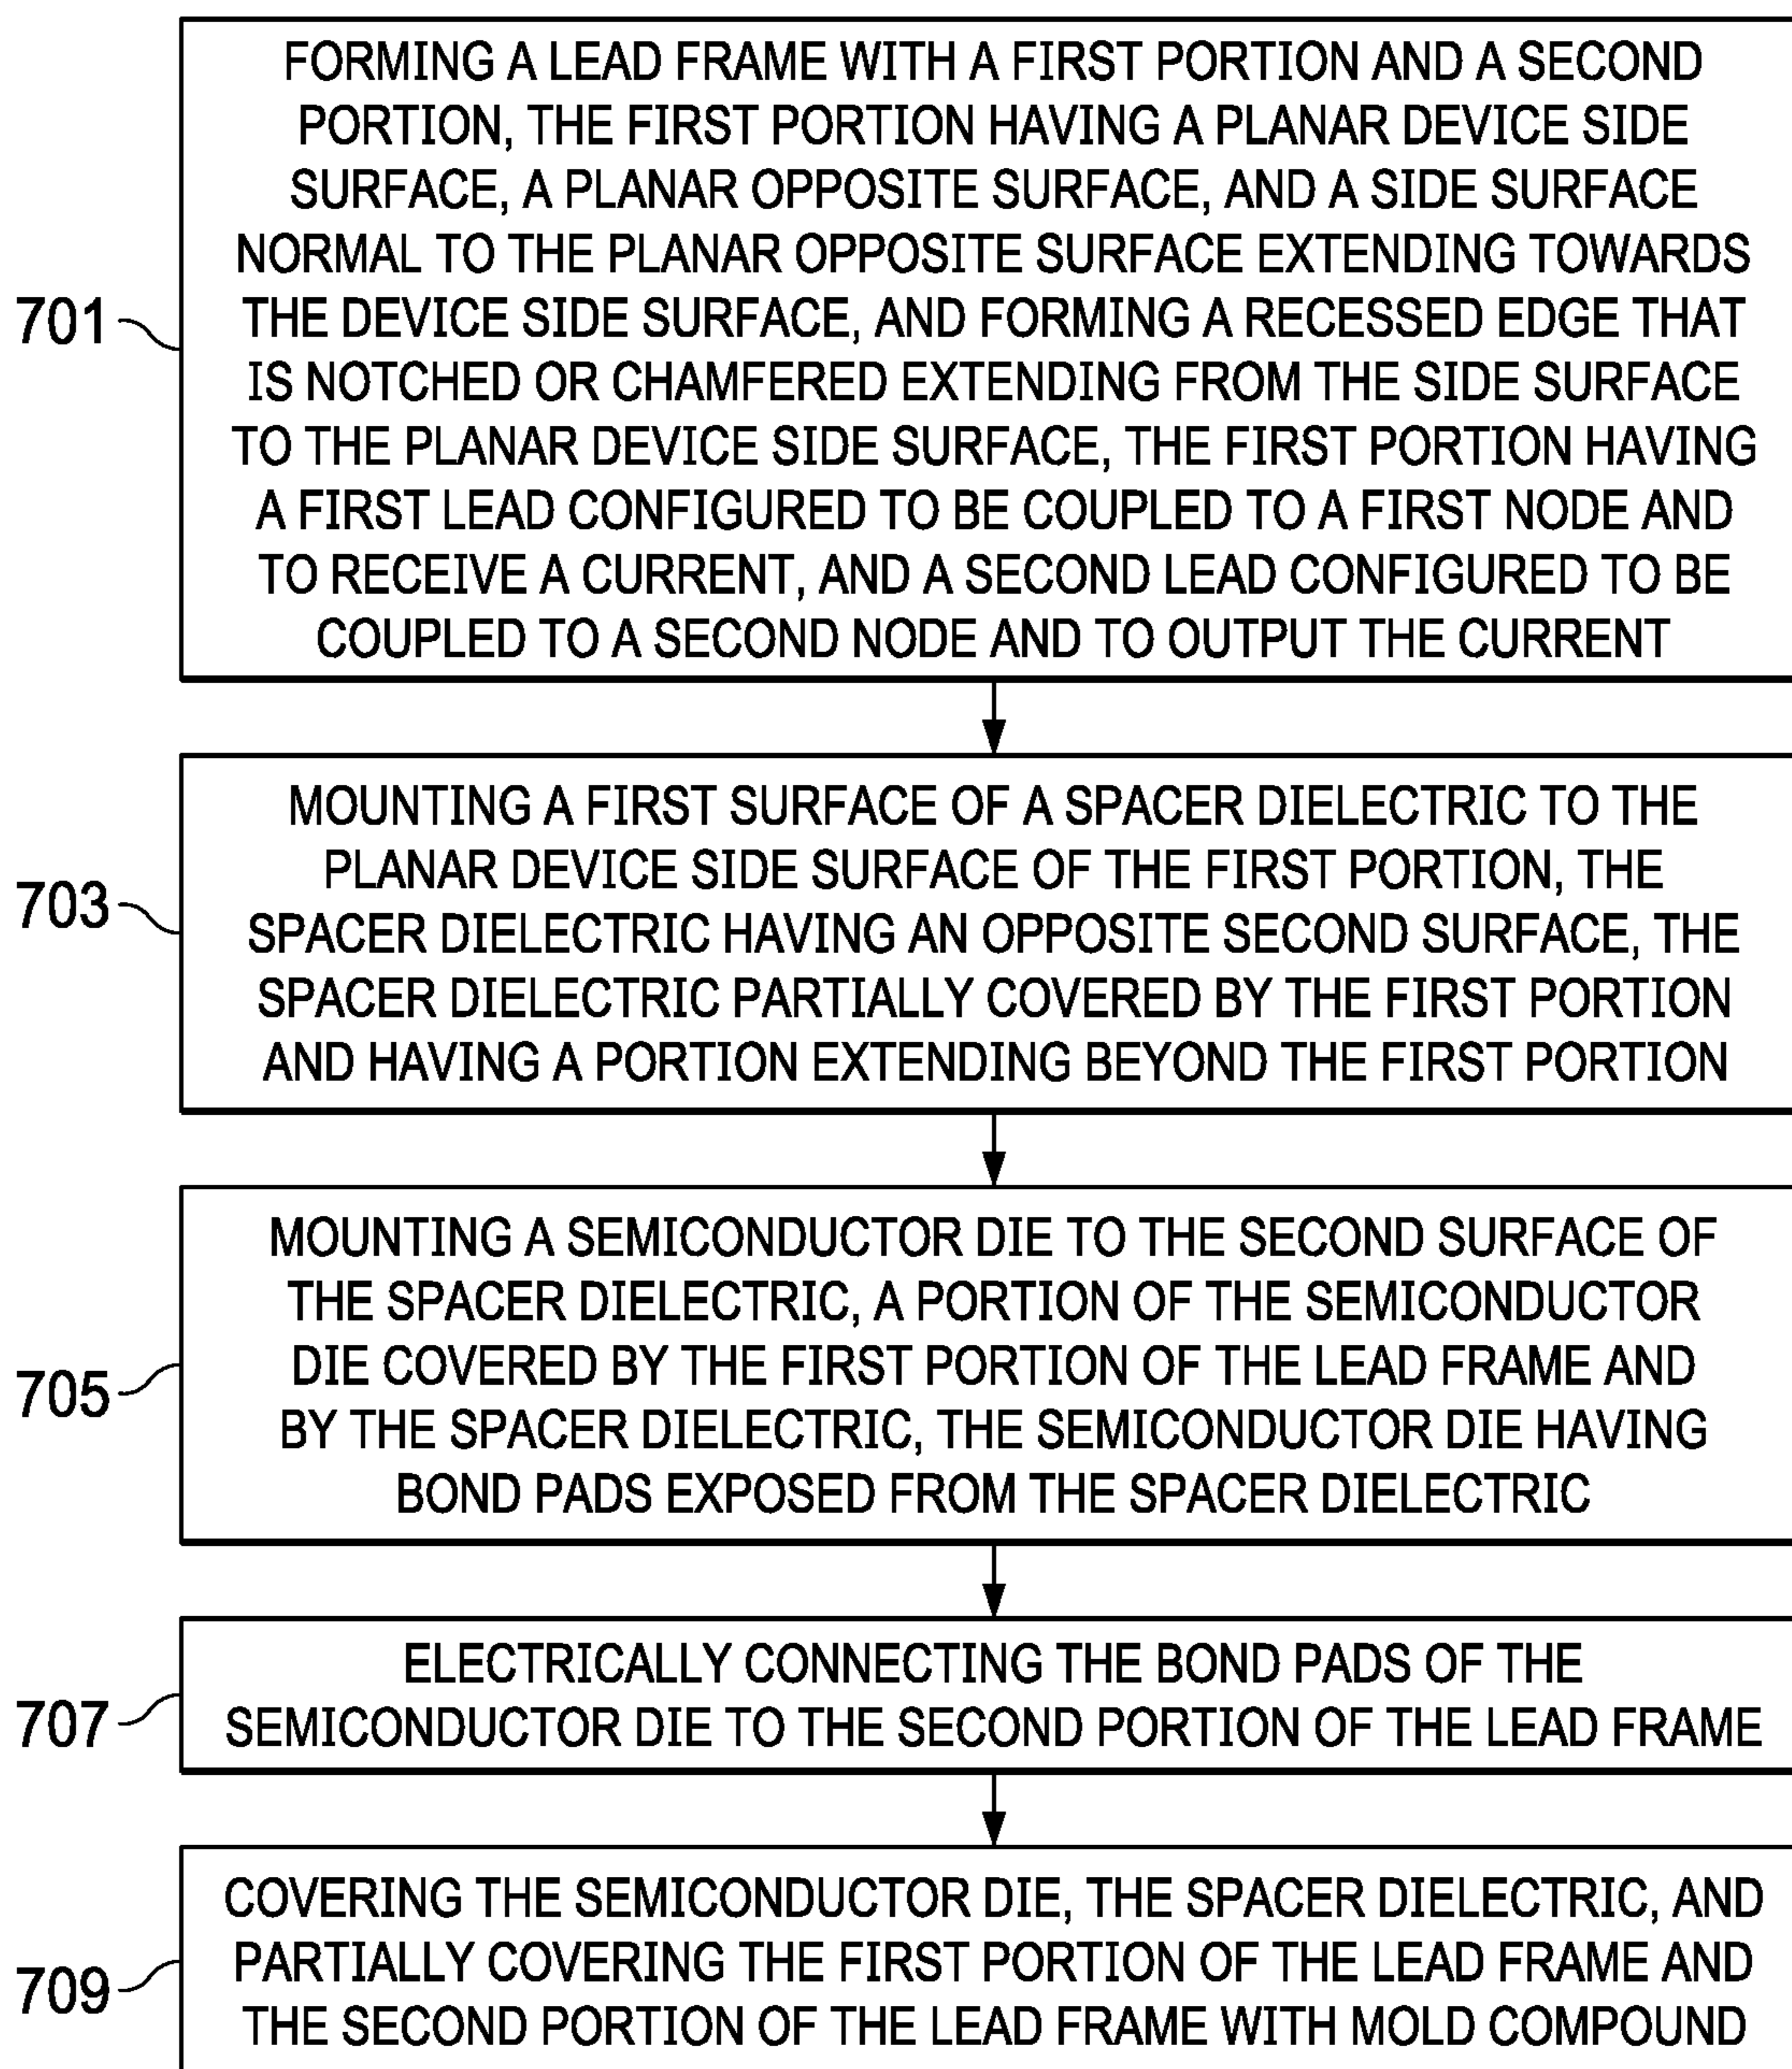 FORMING A LEAD FRAME WITH A FIRST PORTION AND A SECOND
PORTION, THE FIRST PORTION HAVING A PLANAR DEVICE SIDE
SURFACE, A PLANAR OPPOSITE SURFACE, AND A SIDE SURFACE
NORMAL TO THE PLANAR OPPOSITE SURFACE EXTENDING TOWARDS
701
THE DEVICE SIDE SURFACE, AND FORMING A RECESSED EDGE THAT
IS NOTCHED OR CHAMFERED EXTENDING FROM THE SIDE SURFACE
TO THE PLANAR DEVICE SIDE SURFACE, THE FIRST PORTION HAVING
A FIRST LEAD CONFIGURED TO BE COUPLED TO A FIRST NODE AND
TO RECEIVE A CURRENT, AND A SECOND LEAD CONFIGURED TO BE
COUPLED TO A SECOND NODE AND TO OUTPUT THE CURRENT
MOUNTING A FIRST SURFACE OF A SPACER DIELECTRIC TO THE
PLANAR DEVICE SIDE SURFACE OF THE FIRST PORTION, THE
703
SPACER DIELECTRIC HAVING AN OPPOSITE SECOND SURFACE, THE
SPACER DIELECTRIC PARTIALLY COVERED BY THE FIRST PORTION
AND HAVING A PORTION EXTENDING BEYOND THE FIRST PORTION
MOUNTING A SEMICONDUCTOR DIE TO THE SECOND SURFACE OF
THE SPACER DIELECTRIC, A PORTION OF THE SEMICONDUCTOR
DIE COVERED BY THE FIRST PORTION OF THE LEAD FRAME AND
705
BY THE SPACER DIELECTRIC, THE SEMICONDUCTOR DIE HAVING
BOND PADS EXPOSED FROM THE SPACER DIELECTRIC
ELECTRICALLY CONNECTING THE BOND PADS OF THE
707
SEMICONDUCTOR DIE TO THE SECOND PORTION OF THE LEAD FRAME
COVERING THE SEMICONDUCTOR DIE, THE SPACER DIELECTRIC, AND
PARTIALLY COVERING THE FIRST PORTION OF THE LEAD FRAME AND
709
THE SECOND PORTION OF THE LEAD FRAME WITH MOLD COMPOUND